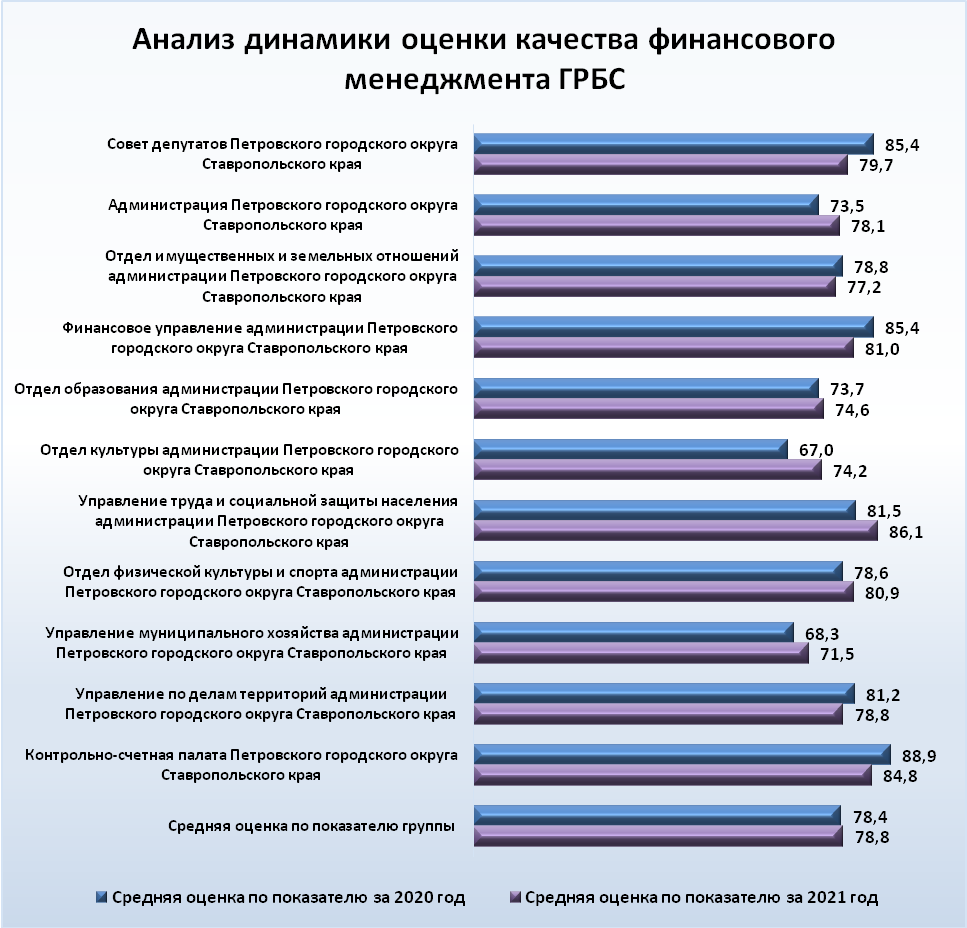 Анализ динамики оценки качества финансового
менеджмента ГРБС
Совет депутатов Петровского городского округа
Ставропольского края
85,4
79,7
Администрация Петровского городского округа
Ставропольского края
73,5
78,1
Отдел имущественных и земельных отношений
администрации Петровского городского округа
Ставропольского края
78,8
77,2
Финансовое управление администрации Петровского
городского округа Ставропольского края
85,4
81,0
Отдел образования администрации Петровского городского
округа Ставропольского края
73,7
74,6
Отдел культуры администрации Петровского городского
округа Ставропольского края
67,0
74,2
Управление труда и социальной защиты населения
администрации Петровского городского округа
Ставропольского края
81,5
86,1
Отдел физической культуры и спорта администрации
Петровского городского округа Ставропольского края
78,6
80,9
Управление муниципального хозяйства администрации
Петровского городского округа Ставропольского края
68,3
71,5
Управление по делам территорий администрации
Петровского городского округа Ставропольского края
81,2
78,8
Контрольно-счетная палата Петровского городского округа
Ставропольского края
88,9
84,8
Средняя оценка по показателю группы
78,4
78,8
Средняя оценка по показателю за 2020 год
Средняя оценка по показателю за 2021 год